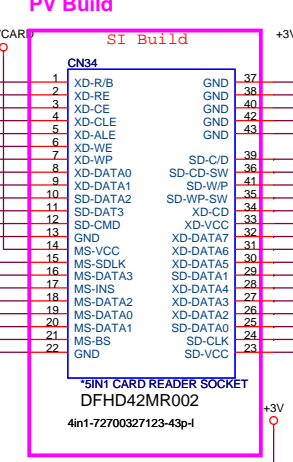 PV Build
CARD
SI Build
+3V
CN34
1 XD-R/B GND 37
2 XD-RE GND 38
3 XD-CE GND 40
4 XD-CLE GND 42
5 XD-ALE GND 43
6 XD-WE
7 XD-WP SD-C/D 39
8 XD-DATA0 SD-CD-SW 36
9 XD-DATA1 SD-W/P 41
10 SD-DATA2 SD-WP-SW 35
11 SD-DAT3 XD-CD 34
12 SD-CMD XD-VCC 33
13 GND XD-DATA7 32
14 MS-VCC XD-DATA6 31
15 MS-SDLK XD-DATA5 30
16 MS-DATA3 SD-DATA1 29
17 MS-INS XD-DATA4 28
18 MS-DATA2 XD-DATA3 27
19 MS-DATA0 XD-DATA2 26
20 MS-DATA1 SD-DATA0 25
21 MS-BS SD-CLK 24
22 GND SD-VCC 23
*5IN1 CARD READER SOCKET
DFHD42MR002
+3V
4in1-72700327123-43p-l